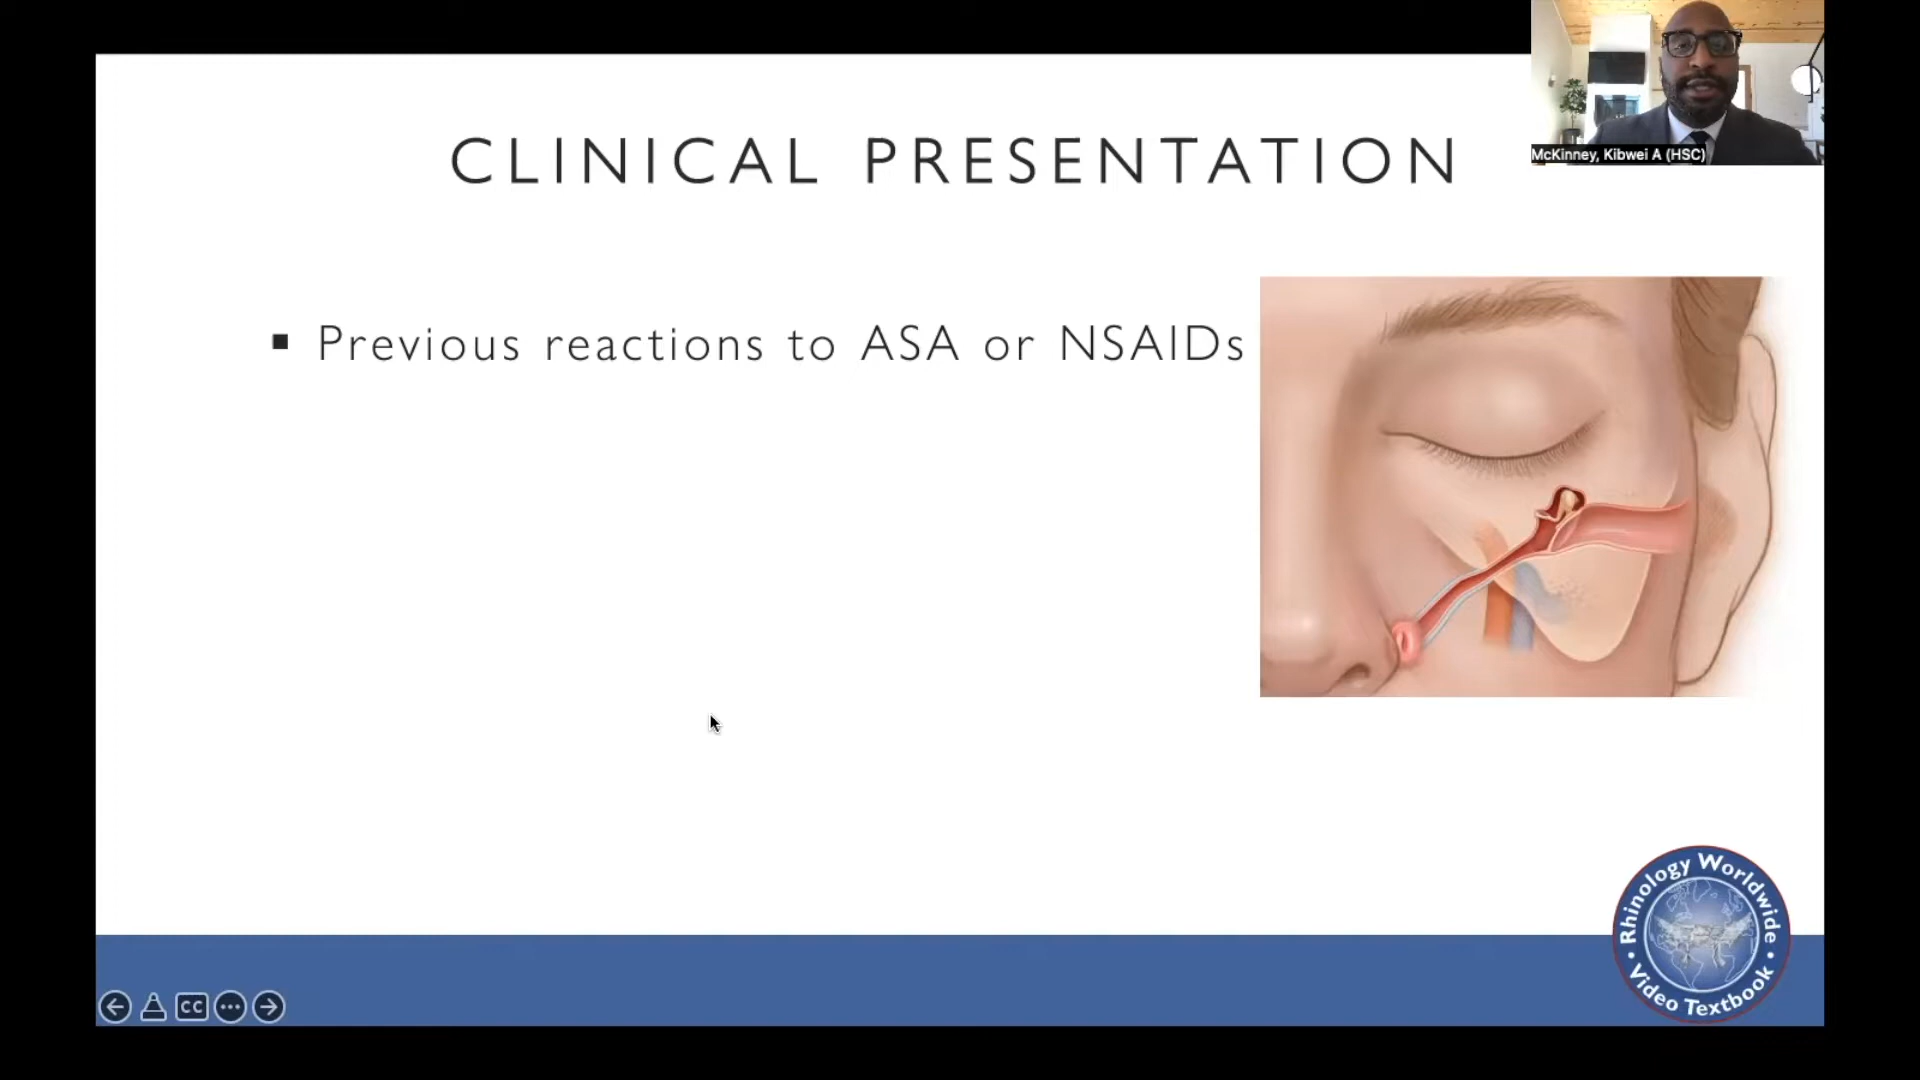 CLINICAL PRESENTATION
McKinney, Kibwei A (HSC)
▪ Previous reactions to ASA or NSAIDs
Rhinology Worldwide
• Video Textbook •
CC